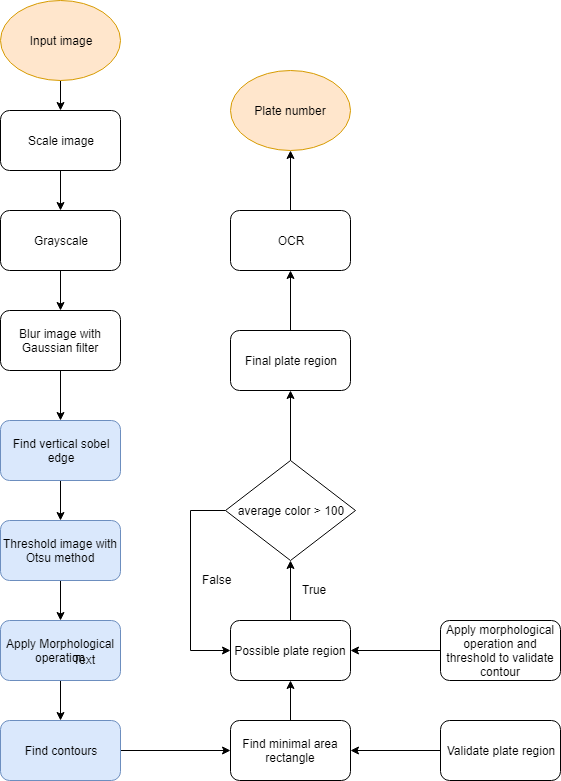 Input image
Scale image
Grayscale
Blur image with
Gaussian filter
Find vertical sobel
edge
Threshold image with
Otsu method
Apply Morphological
operation
Text
Find contours
Plate number
OCR
Final plate region
average color > 100
False
True
Possible plate region
Find minimal area
rectangle
Apply morphological
operation and
threshold to validate
contour
Validate plate region